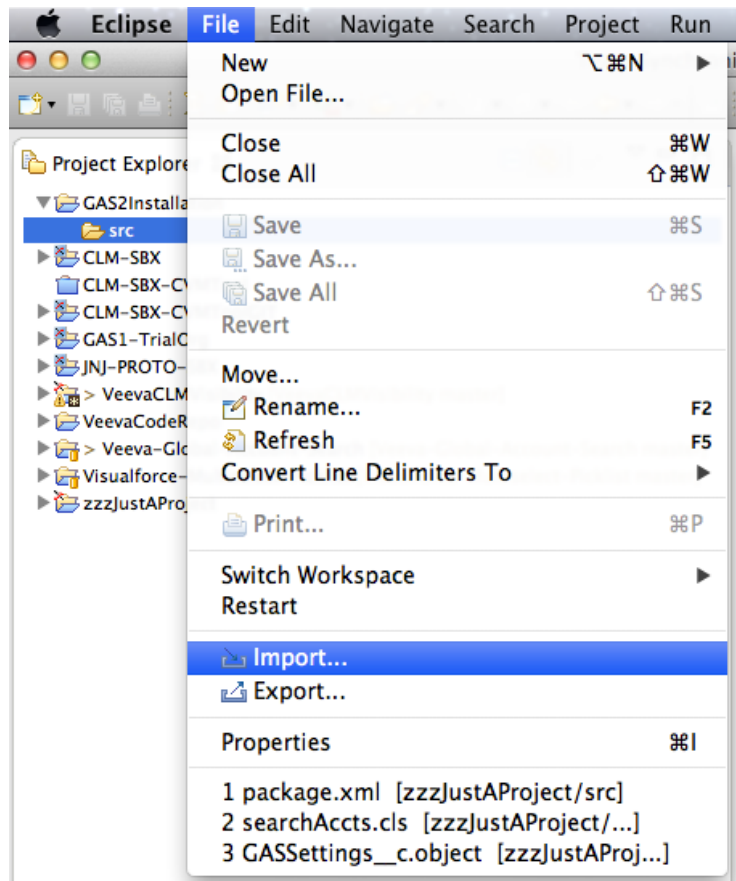 Eclipse File Edit Navigate Search Project Run
New ⌥⌘N ▶
Open File...
Close ⌘W
Close All ⇧⌘W
Save ⌘S
Save As...
Save All ⇧⌘S
Revert
Move...
Rename... F2
Refresh F5
Convert Line Delimiters To ▶
Print... ⌘P
Switch Workspace ▶
Restart
Import...
Export...
Properties ⌘I
1 package.xml [zzzJustAProject/src]
2 searchAccts.cls [zzzJustAProject/...]
3 GASSettings__c.object [zzzJustAProj...]
Project Explore
GAS2Installa
src
CLM-SBX
CLM-SBX-C
CLM-SBX-C
GAS1-TrialO
JNJ-PROTO-
> VeevaCLM
VeevaCodeR
> Veeva-Glo
Visualforce-
zzzJustAPro